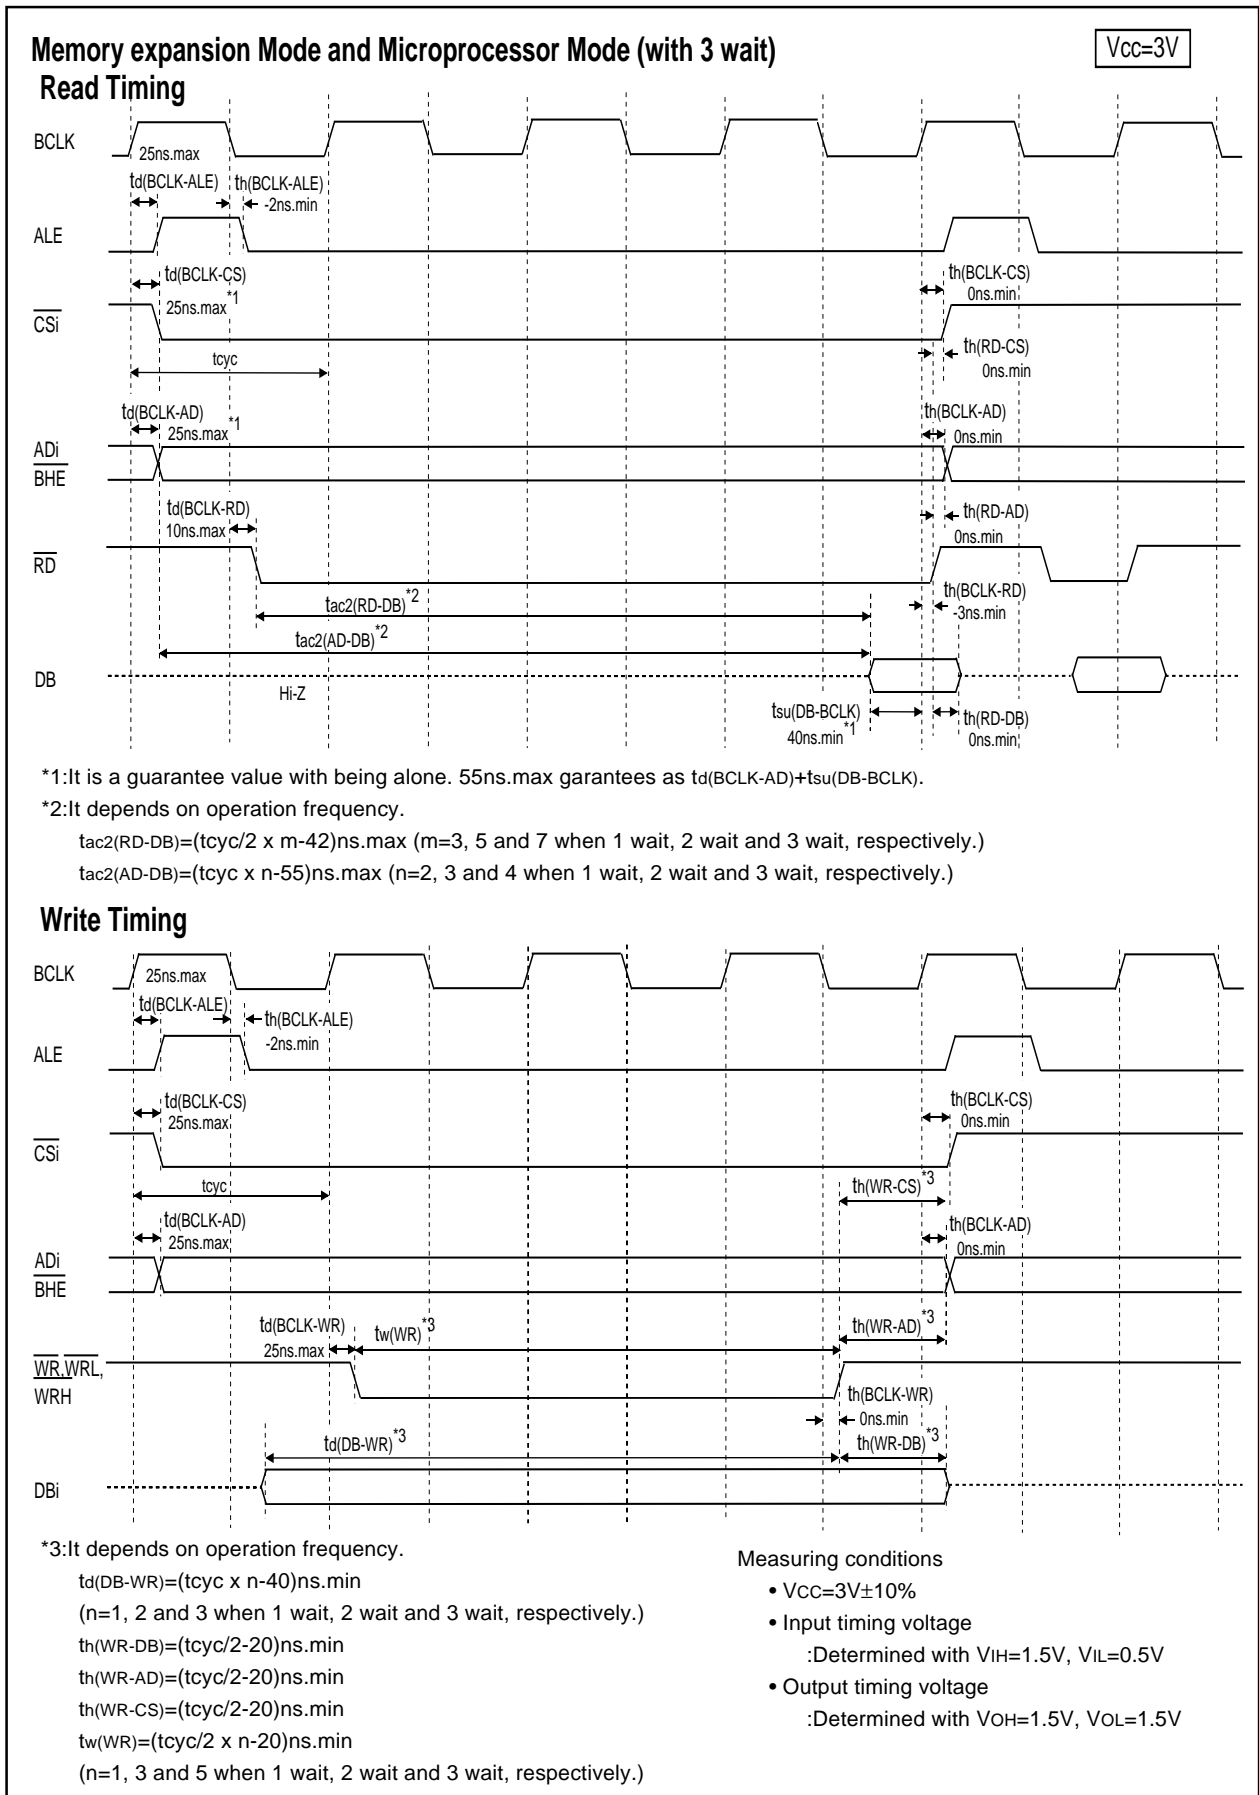 Memory expansion Mode and Microprocessor Mode (with 3 wait)
Vcc=3V
Read Timing
BCLK
25ns.max
td(BCLK-ALE)
th(BCLK-ALE)
-2ns.min
ALE
td(BCLK-CS)
25ns.max*1
th(BCLK-CS)
0ns.min
CSi
th(RD-CS)
0ns.min
tcyc
td(BCLK-AD)
25ns.max*1
th(BCLK-AD)
0ns.min
ADi
BHE
td(BCLK-RD)
10ns.max
th(RD-AD)
0ns.min
RD
tac2(RD-DB)*2
th(BCLK-RD)
-3ns.min
tac2(AD-DB)*2
DB
Hi-Z
tsu(DB-BCLK)
40ns.min*1
th(RD-DB)
0ns.min
*1:It is a guarantee value with being alone. 55ns.max garantees as td(BCLK-AD)+tsu(DB-BCLK).
*2:It depends on operation frequency.
tac2(RD-DB)=(tcyc/2 x m-42)ns.max (m=3, 5 and 7 when 1 wait, 2 wait and 3 wait, respectively.)
tac2(AD-DB)=(tcyc x n-55)ns.max (n=2, 3 and 4 when 1 wait, 2 wait and 3 wait, respectively.)
Write Timing
BCLK
25ns.max
td(BCLK-ALE)
th(BCLK-ALE)
-2ns.min
ALE
td(BCLK-CS)
25ns.max
th(BCLK-CS)
0ns.min
CSi
tcyc
th(WR-CS)*3
td(BCLK-AD)
25ns.max
th(BCLK-AD)
0ns.min
ADi
BHE
td(BCLK-WR)
25ns.max
tw(WR)*3
th(WR-AD)*3
WR,WRL,
WRH
th(BCLK-WR)
0ns.min
td(DB-WR)*3
th(WR-DB)*3
DBi
*3:It depends on operation frequency.
td(DB-WR)=(tcyc x n-40)ns.min
(n=1, 2 and 3 when 1 wait, 2 wait and 3 wait, respectively.)
th(WR-DB)=(tcyc/2-20)ns.min
th(WR-AD)=(tcyc/2-20)ns.min
th(WR-CS)=(tcyc/2-20)ns.min
tw(WR)=(tcyc/2 x n-20)ns.min
(n=1, 3 and 5 when 1 wait, 2 wait and 3 wait, respectively.)
Measuring conditions
• VCC=3V±10%
• Input timing voltage
:Determined with VIH=1.5V, VIL=0.5V
• Output timing voltage
:Determined with VOH=1.5V, VOL=1.5V